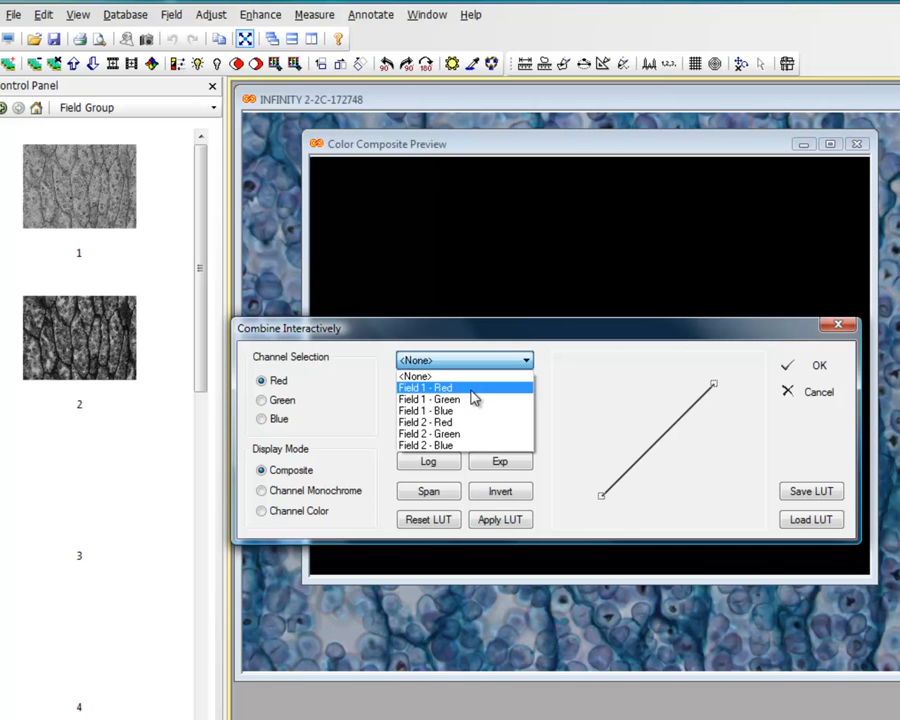 File Edit View Database Field Adjust Enhance Measure Annotate Window Help
ontrol Panel
INFINITY 2-2C-172748
Field Group
Color Composite Preview
1
2
3
4
Combine Interactively
Channel Selection
Red
Green
Blue
Display Mode
Composite
Channel Monochrome
Channel Color
<None>
<None>
Field 1 - Red
Field 1 - Green
Field 1 - Blue
Field 2 - Red
Field 2 - Green
Field 2 - Blue
Log Exp
Span Invert
Reset LUT Apply LUT
OK
Cancel
Save LUT
Load LUT